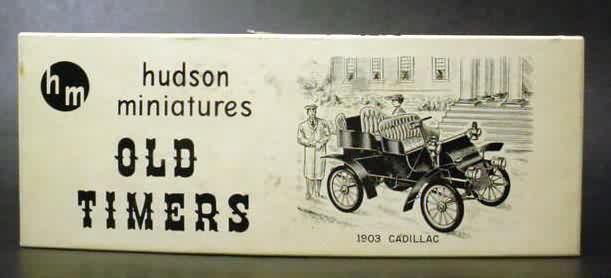 hm
hudson
miniatures
OLD
TIMERS
1903 CADILLAC